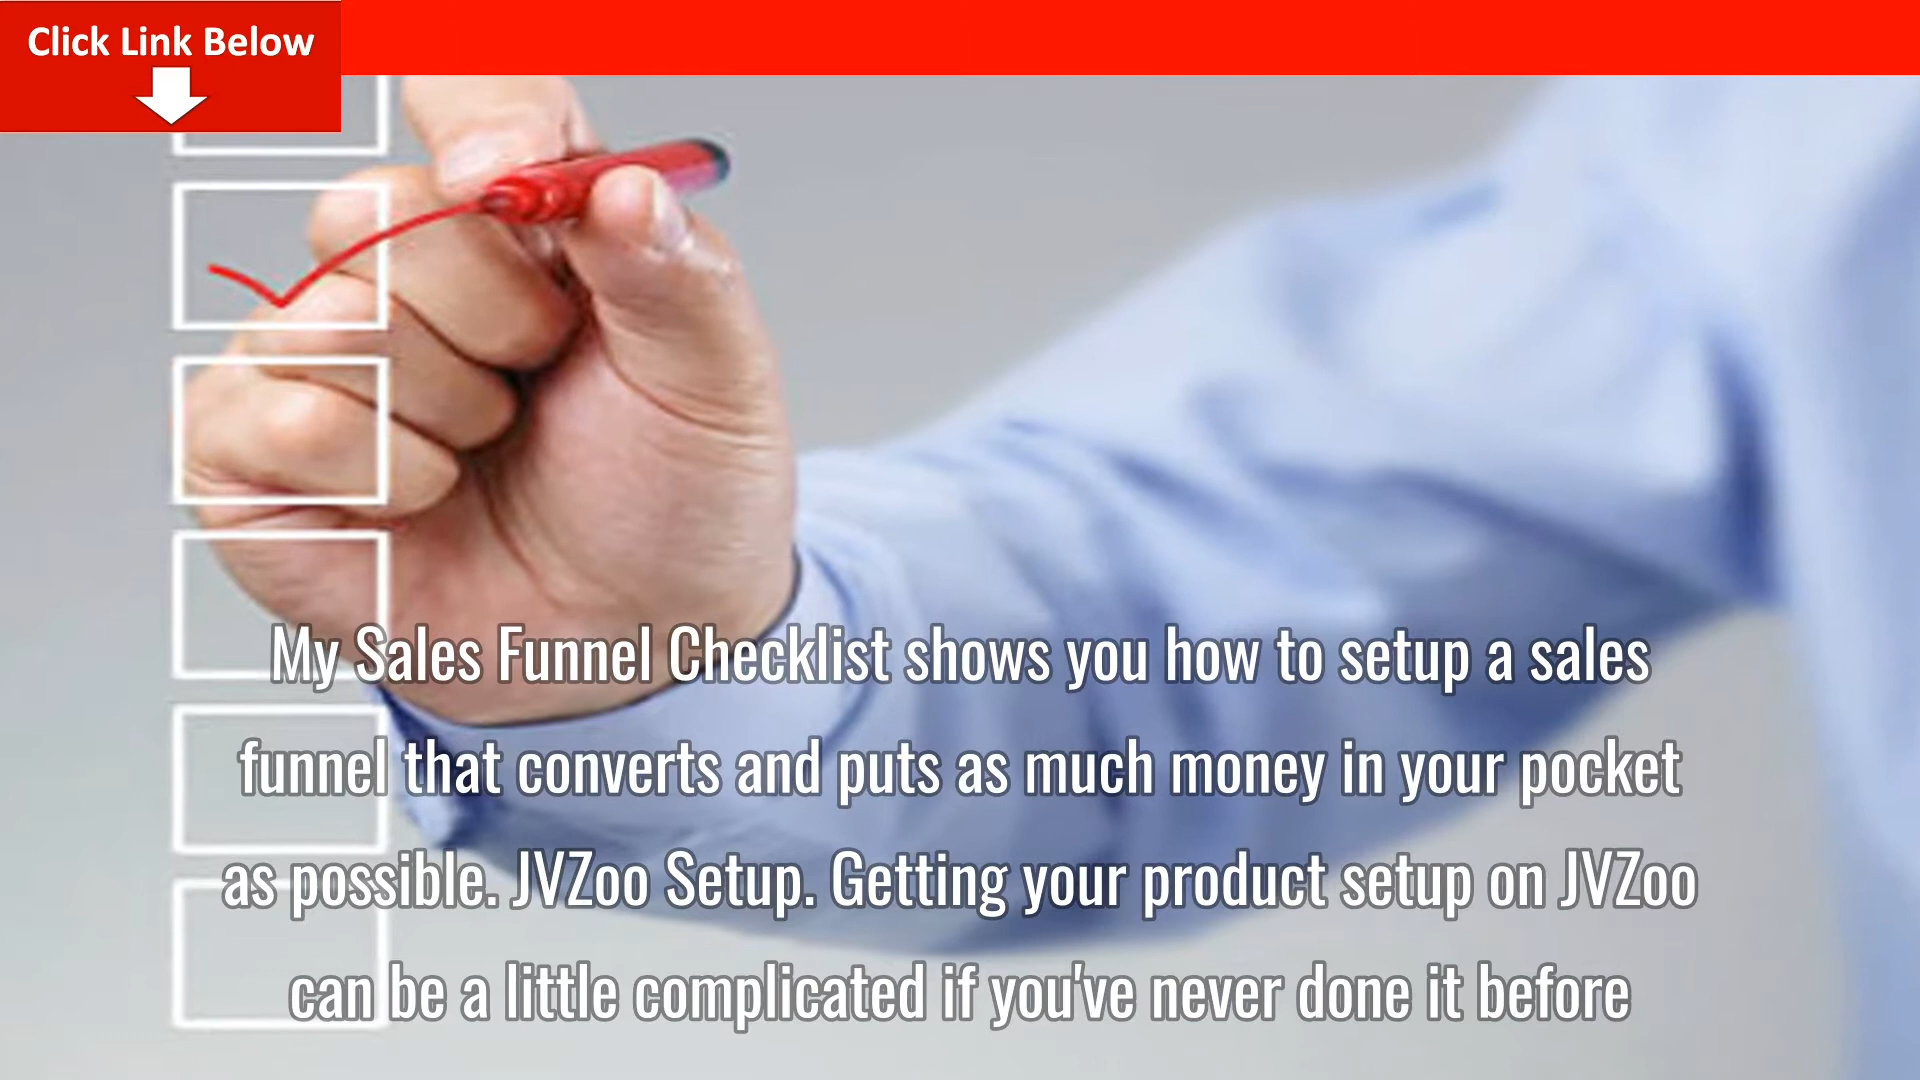 Click Link Below
My Sales Funnel Checklist shows you how to setup a sales
funnel that converts and puts as much money in your pocket
as possible. JVZoo Setup. Getting your product setup on JVZoo
can be a little complicated if you've never done it before